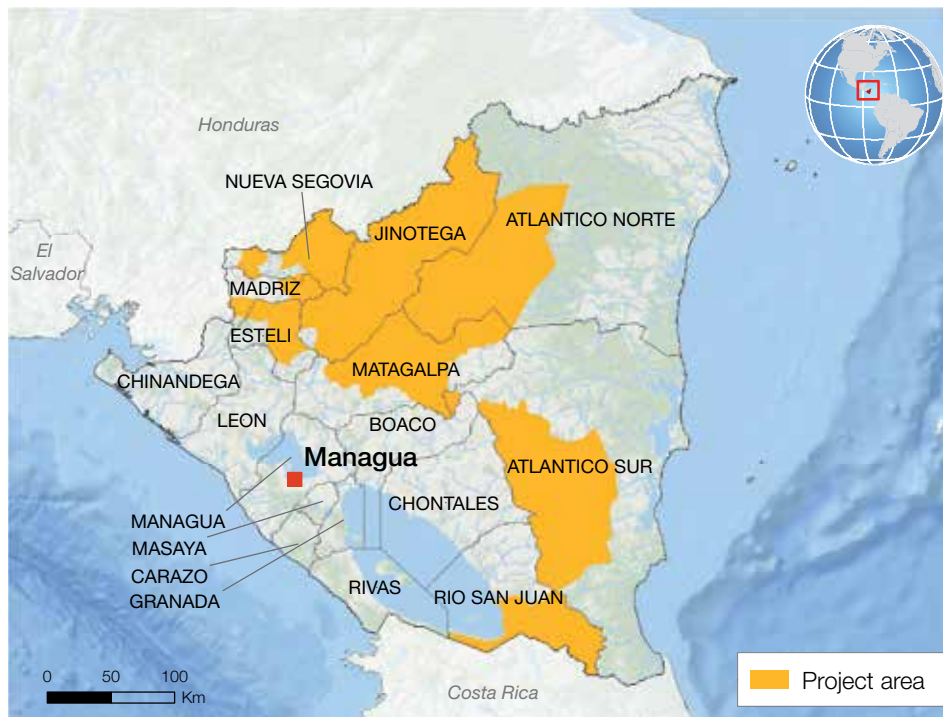 Honduras
NUEVA SEGOVIA
JINOTEGA
ATLANTICO NORTE
El
Salvador
MADRIZ
ESTELI
MATAGALPA
CHINANDEGA
LEON
BOACO
Managua
ATLANTICO SUR
CHONTALES
MANAGUA
MASAYA
CARAZO
GRANADA
RIVAS
RIO SAN JUAN
0 50 100
Km
Costa Rica
Project area